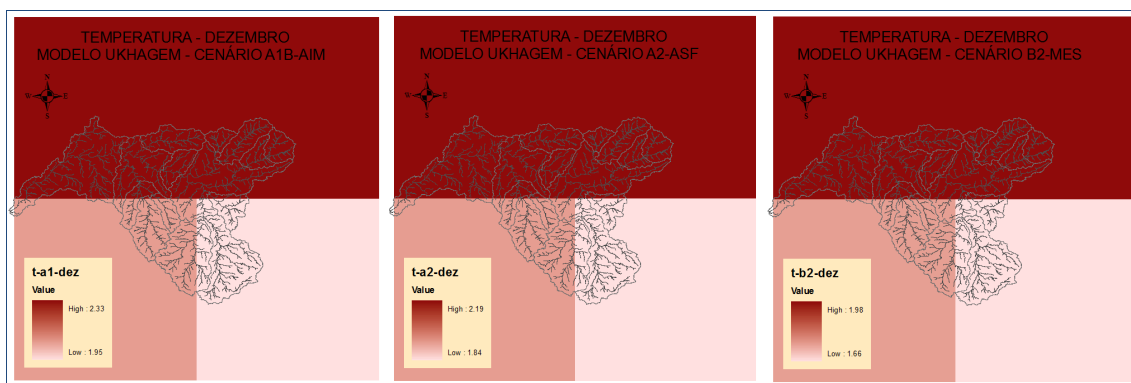 TEMPERATURA - DEZEMBRO
MODELO UKHAGEM - CENÁRIO A1B-AIM
N
W E
S
t-a1-dez
Value
High : 2.33
Low : 1.95
TEMPERATURA - DEZEMBRO
MODELO UKHAGEM - CENÁRIO A2-ASF
N
W E
S
t-a2-dez
Value
High : 2.19
Low : 1.84
TEMPERATURA - DEZEMBRO
MODELO UKHAGEM - CENÁRIO B2-MES
N
W E
S
t-b2-dez
Value
High : 1.98
Low : 1.66